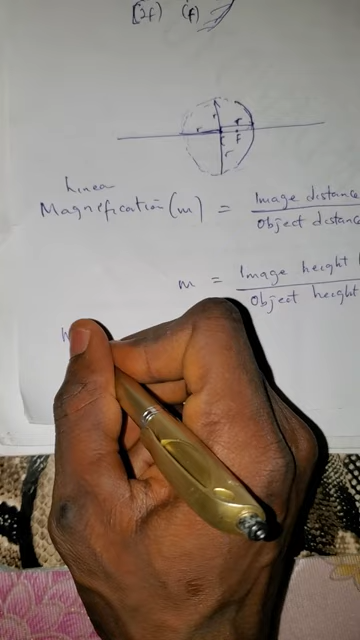 (2f) (f)
r r
r f
r
Linear
Magnification (m) = Image distance
Object distance
m = Image height
Object height